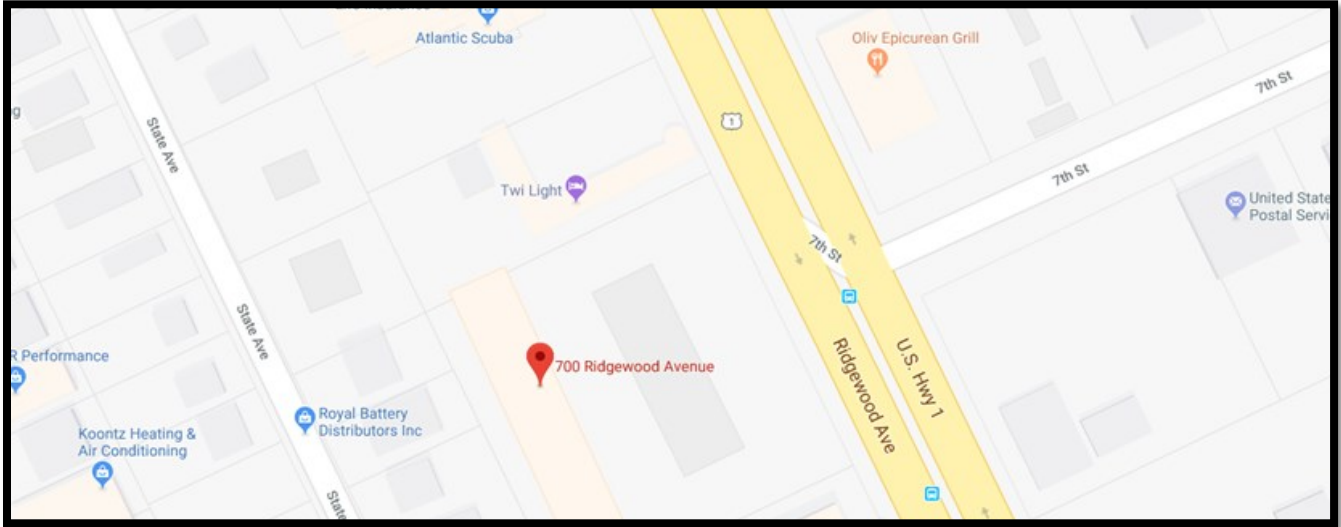 Atlantic Scuba
Oliv Epicurean Grill
7th St
1
State Ave
7th St
Twi Light
United State
Postal Servi
7th St
State Ave
R Performance
700 Ridgewood Avenue
Ridgewood Ave
U.S. Hwy 1
Royal Battery
Distributors Inc
Koontz Heating &
Air Conditioning
State